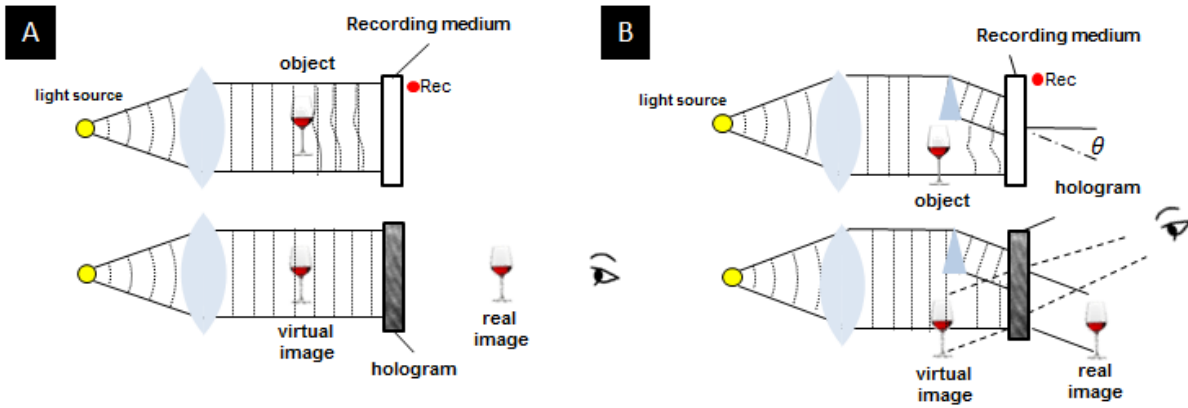 A
Recording medium
object
Rec
light source
virtual
image
real
image
hologram
B
Recording medium
Rec
light source
θ
object
hologram
virtual
image
real
image